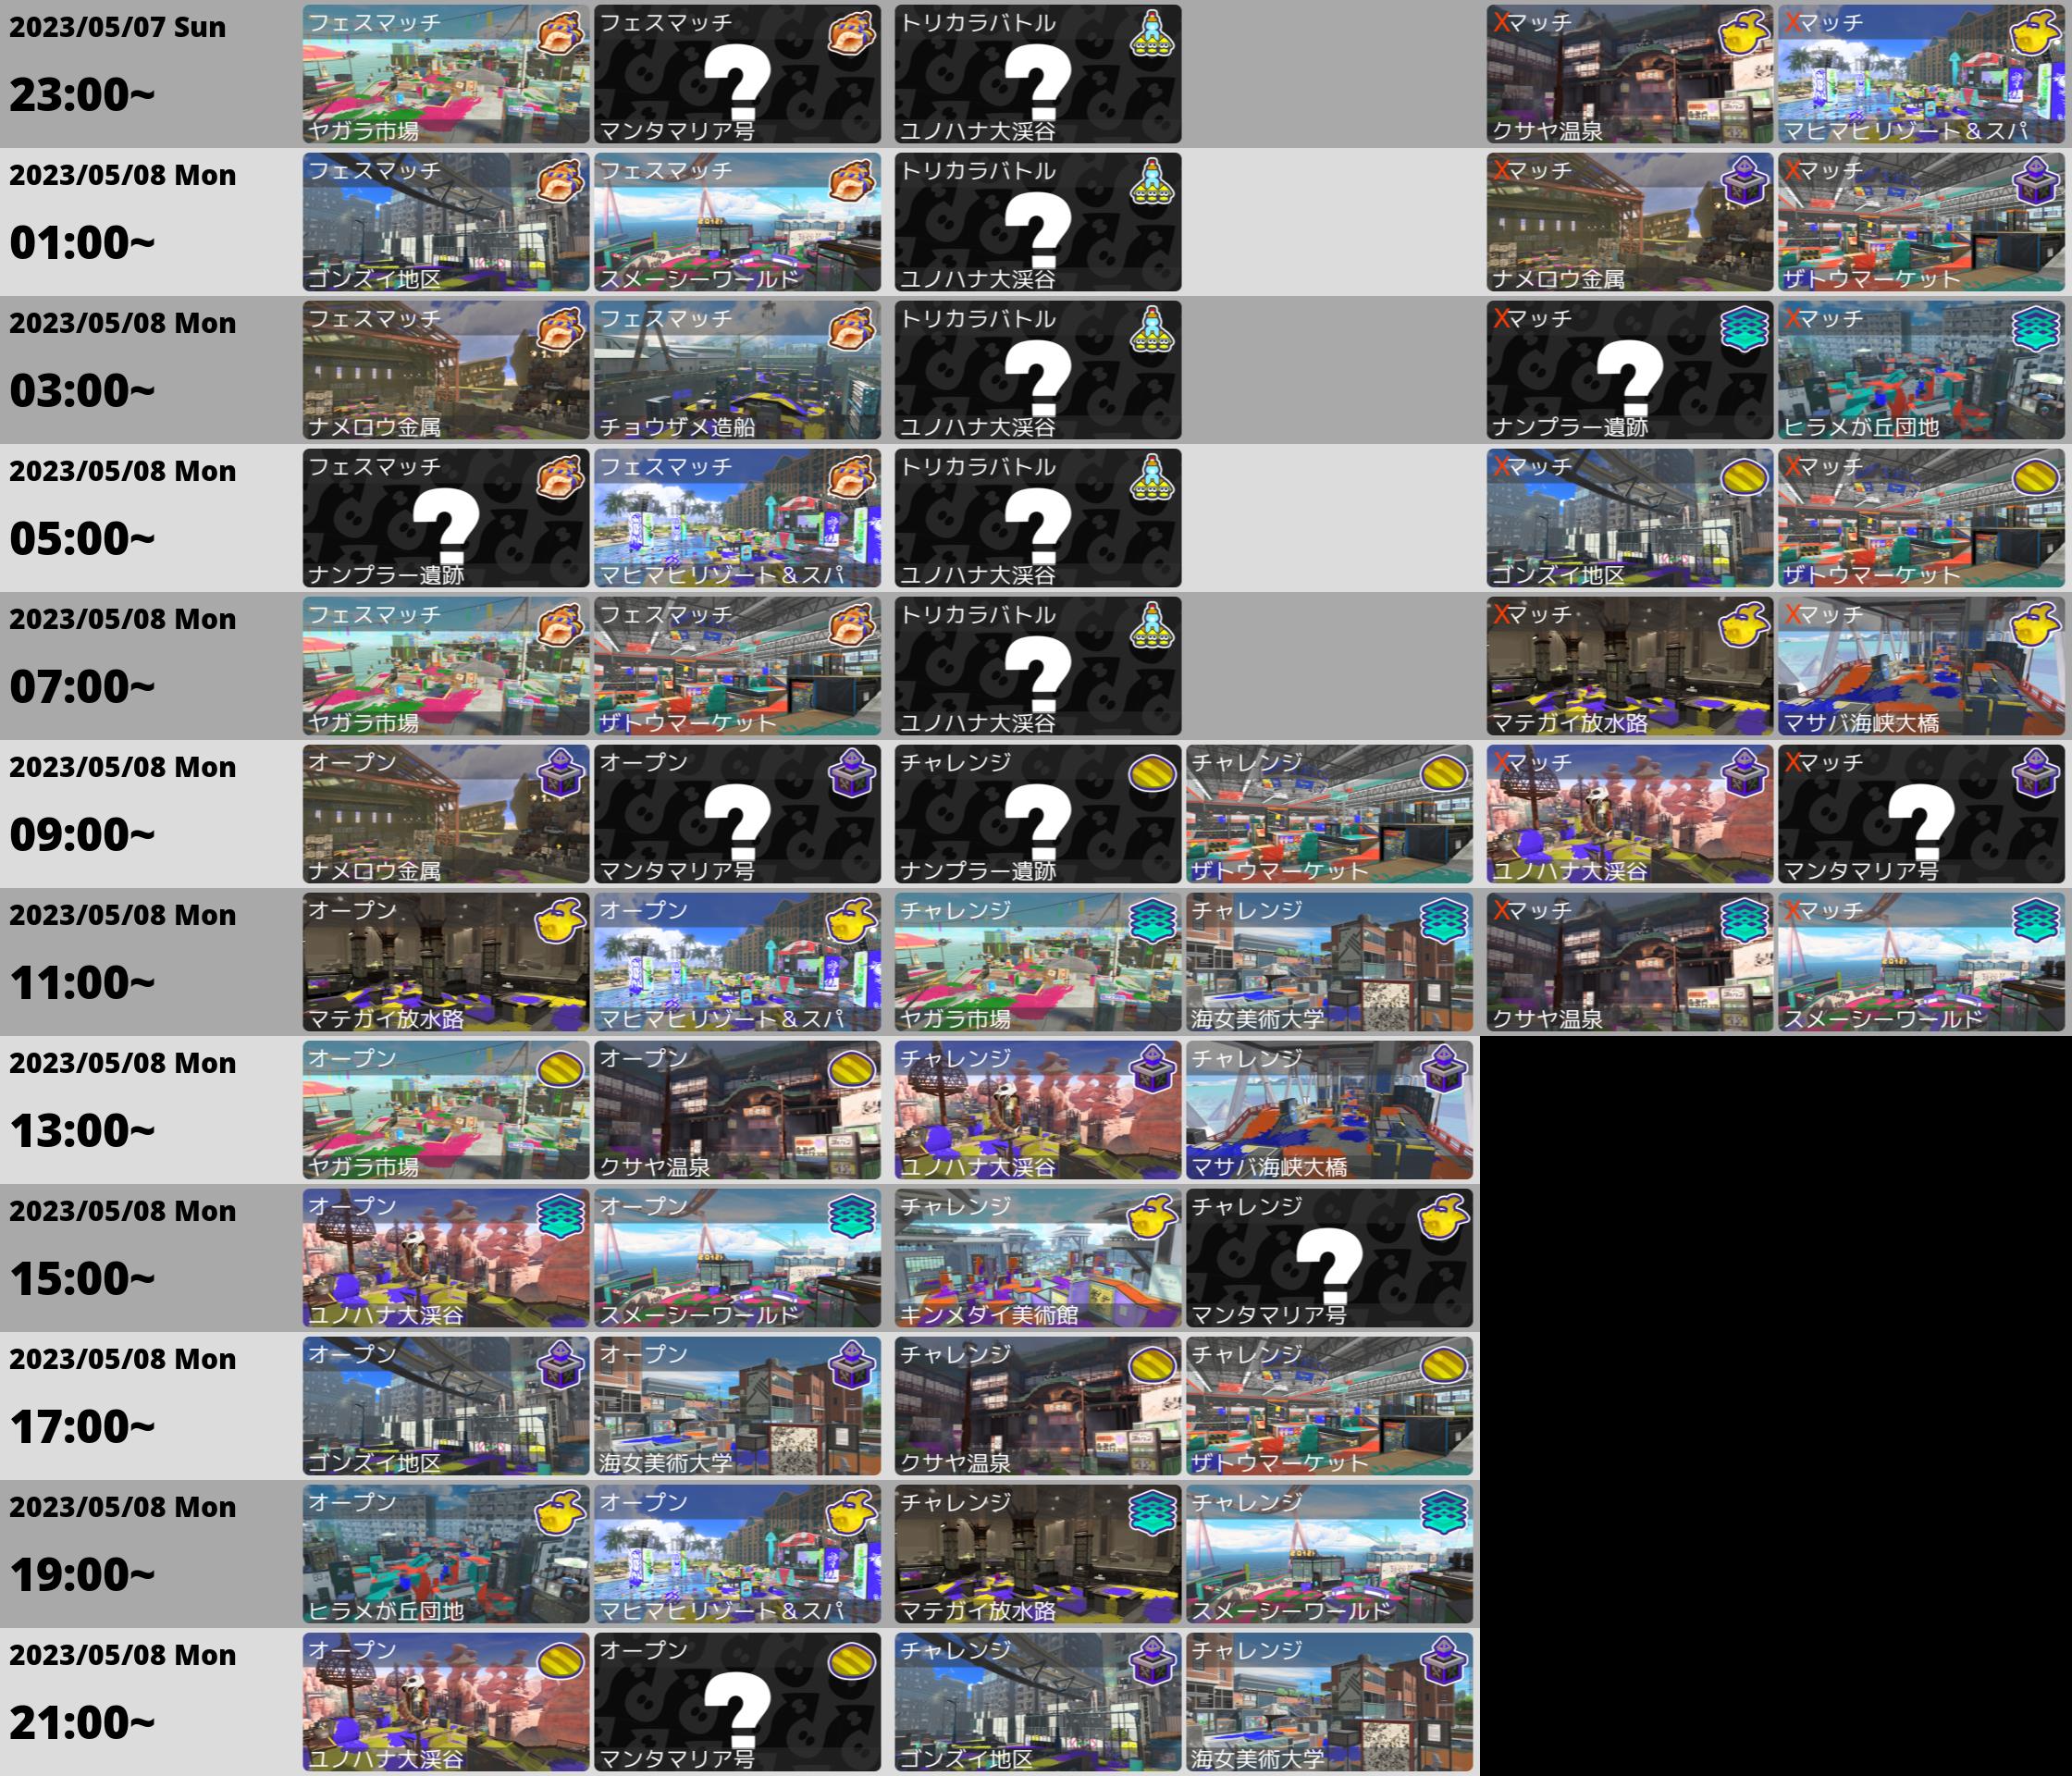 2023/05/07 Sun
23:00~
フェスマッチ
ヤガラ市場
フェスマッチ
?
マンタマリア号
トリカラバトル
?
ユノハナ大渓谷
Xマッチ
クサヤ温泉
Xマッチ
マヒマヒリゾート＆スパ
2023/05/08 Mon
01:00~
フェスマッチ
ゴンズイ地区
フェスマッチ
スメーシーワールド
トリカラバトル
?
ユノハナ大渓谷
Xマッチ
ナメロウ金属
Xマッチ
ザトウマーケット
2023/05/08 Mon
03:00~
フェスマッチ
ナメロウ金属
フェスマッチ
チョウザメ造船
トリカラバトル
?
ユノハナ大渓谷
Xマッチ
?
ナンプラー遺跡
Xマッチ
ヒラメが丘団地
2023/05/08 Mon
05:00~
フェスマッチ
?
ナンプラー遺跡
フェスマッチ
マヒマヒリゾート＆スパ
トリカラバトル
?
ユノハナ大渓谷
Xマッチ
ゴンズイ地区
Xマッチ
ザトウマーケット
2023/05/08 Mon
07:00~
フェスマッチ
ヤガラ市場
フェスマッチ
ザトウマーケット
トリカラバトル
?
ユノハナ大渓谷
Xマッチ
マテガイ放水路
Xマッチ
マサバ海峡大橋
2023/05/08 Mon
09:00~
オープン
ナメロウ金属
オープン
?
マンタマリア号
チャレンジ
?
ナンプラー遺跡
チャレンジ
ザトウマーケット
Xマッチ
ユノハナ大渓谷
Xマッチ
?
マンタマリア号
2023/05/08 Mon
11:00~
オープン
マテガイ放水路
オープン
マヒマヒリゾート＆スパ
チャレンジ
ヤガラ市場
チャレンジ
海女美術大学
Xマッチ
クサヤ温泉
Xマッチ
スメーシーワールド
2023/05/08 Mon
13:00~
オープン
ヤガラ市場
オープン
クサヤ温泉
チャレンジ
ユノハナ大渓谷
チャレンジ
マサバ海峡大橋
2023/05/08 Mon
15:00~
オープン
ユノハナ大渓谷
オープン
スメーシーワールド
チャレンジ
キンメダイ美術館
チャレンジ
?
マンタマリア号
2023/05/08 Mon
17:00~
オープン
ゴンズイ地区
オープン
海女美術大学
チャレンジ
クサヤ温泉
チャレンジ
ザトウマーケット
2023/05/08 Mon
19:00~
オープン
ヒラメが丘団地
オープン
マヒマヒリゾート＆スパ
チャレンジ
マテガイ放水路
チャレンジ
スメーシーワールド
2023/05/08 Mon
21:00~
オープン
ユノハナ大渓谷
オープン
?
マンタマリア号
チャレンジ
ゴンズイ地区
チャレンジ
海女美術大学